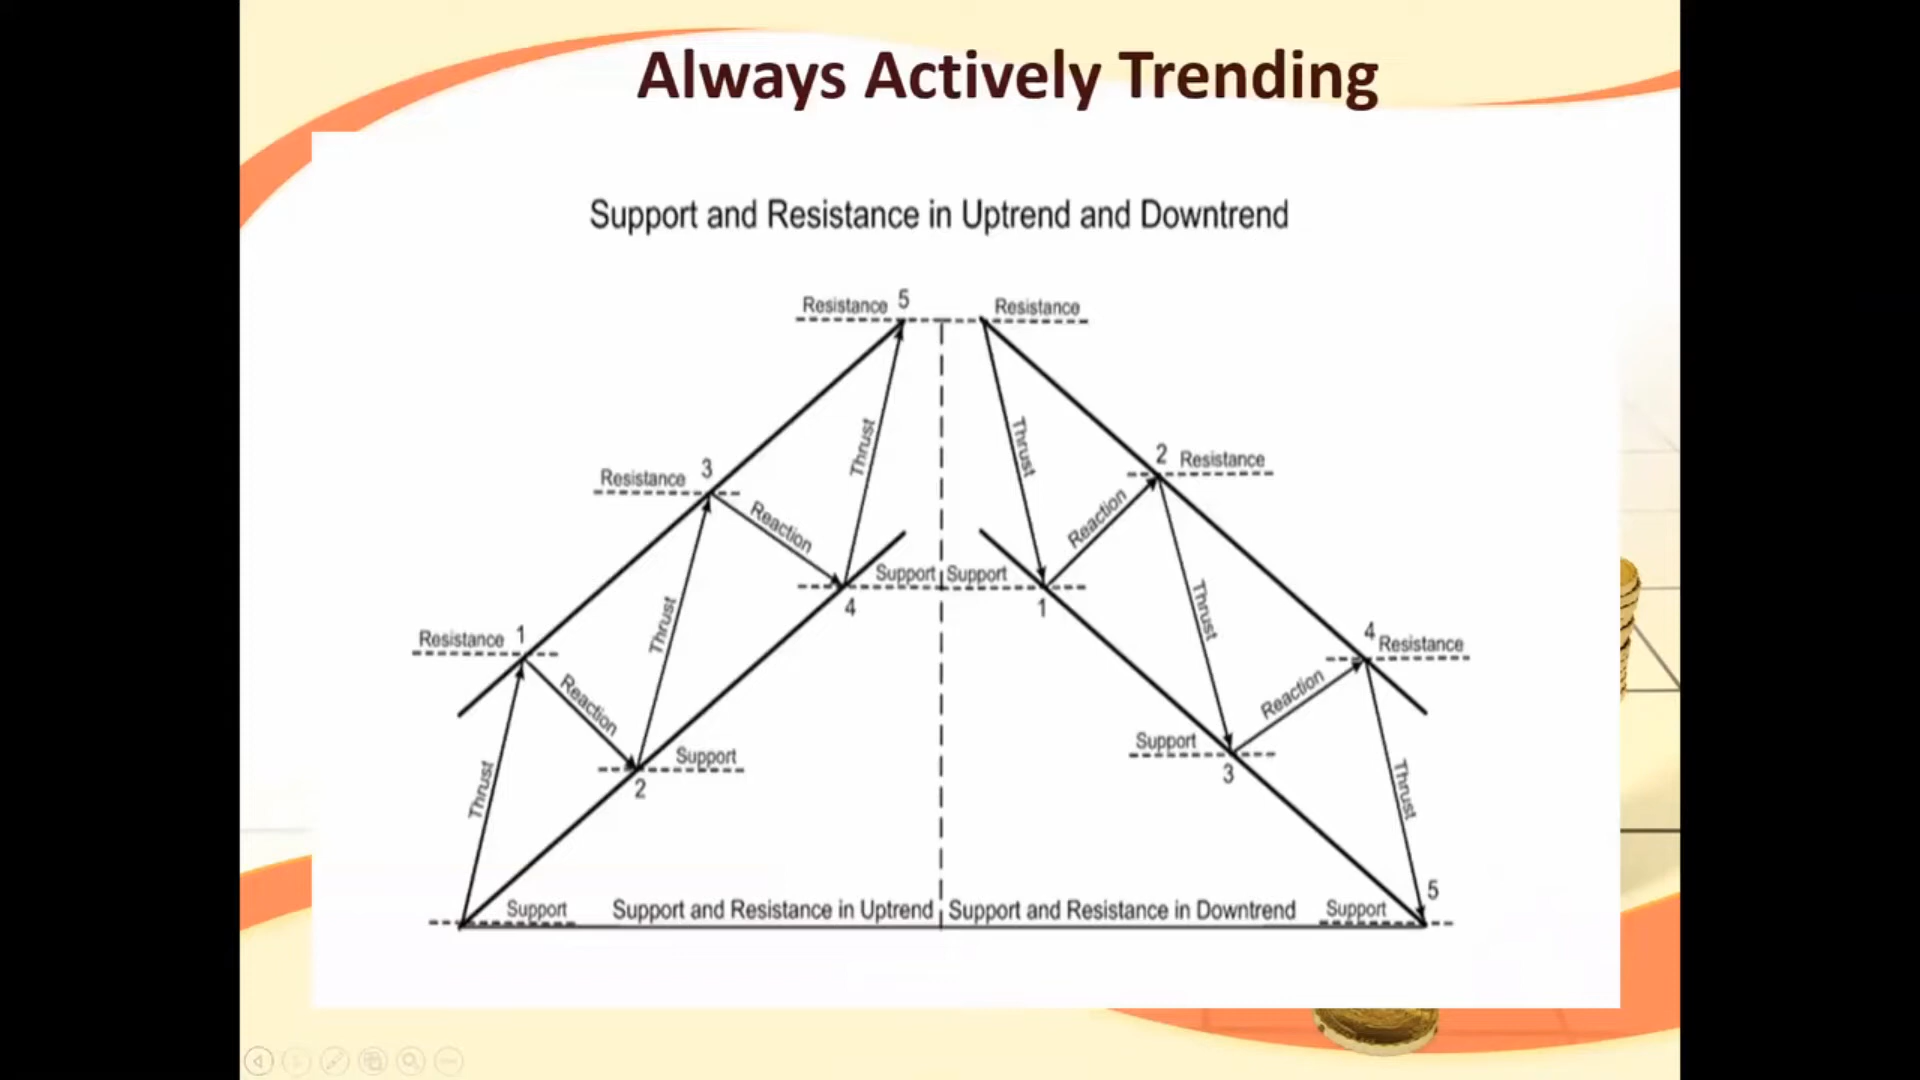 Always Actively Trending
Support and Resistance in Uptrend and Downtrend
Resistance 5
Resistance
Thrust
Thrust
2 Resistance
Resistance 3
Reaction
Reaction
Support
Support
4
1
Thrust
Thrust
Resistance 1
4 Resistance
Reaction
Reaction
Support
2
Support
3
Thrust
Thrust
5
Support
Support and Resistance in Uptrend
Support and Resistance in Downtrend
Support